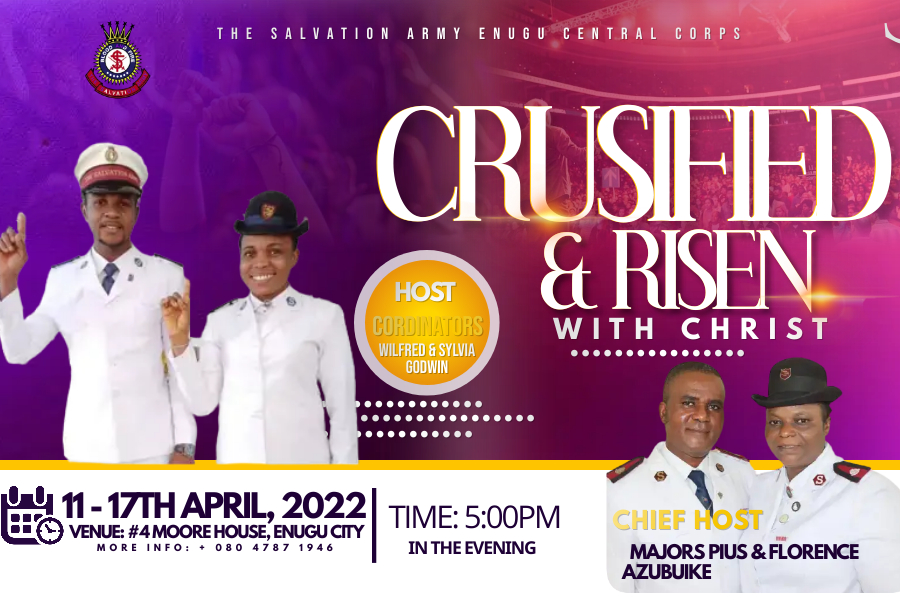 THE SALVATION ARMY ENUGU CENTRAL CORPS
CRUSIFIED
& RISEN
WITH CHRIST
HOST
CORDINATORS
WILFRED & SYLVIA
GODWIN
11 - 17TH APRIL, 2022
VENUE: #4 MOORE HOUSE, ENUGU CITY
MORE INFO: + 080 4787 1946
TIME: 5:00PM
IN THE EVENING
CHIEF HOST
MAJORS PIUS & FLORENCE
AZUBUIKE